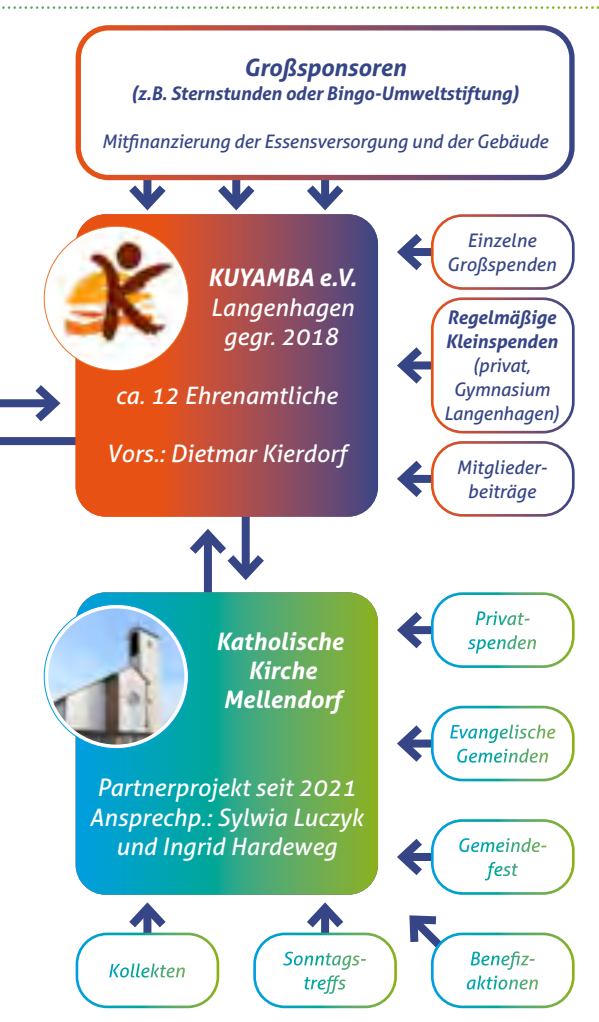 Großsponsoren
(z.B. Sternstunden oder Bingo-Umweltstiftung)
Mitfinanzierung der Essensversorgung und der Gebäude
KUYAMBA e.V.
Langenhagen
gegr. 2018
ca. 12 Ehrenamtliche
Vors.: Dietmar Kierdorf
Einzelne
Großspenden
Regelmäßige
Kleinspenden
(privat,
Gymnasium
Langenhagen)
Mitglieder-
beiträge
Katholische
Kirche
Mellendorf
Partnerprojekt seit 2021
Ansprechp.: Sylwia Luczyk
und Ingrid Hardeweg
Privat-
spenden
Evangelische
Gemeinden
Gemeinde-
fest
Kollekten
Sonntags-
treffs
Benefiz-
aktionen